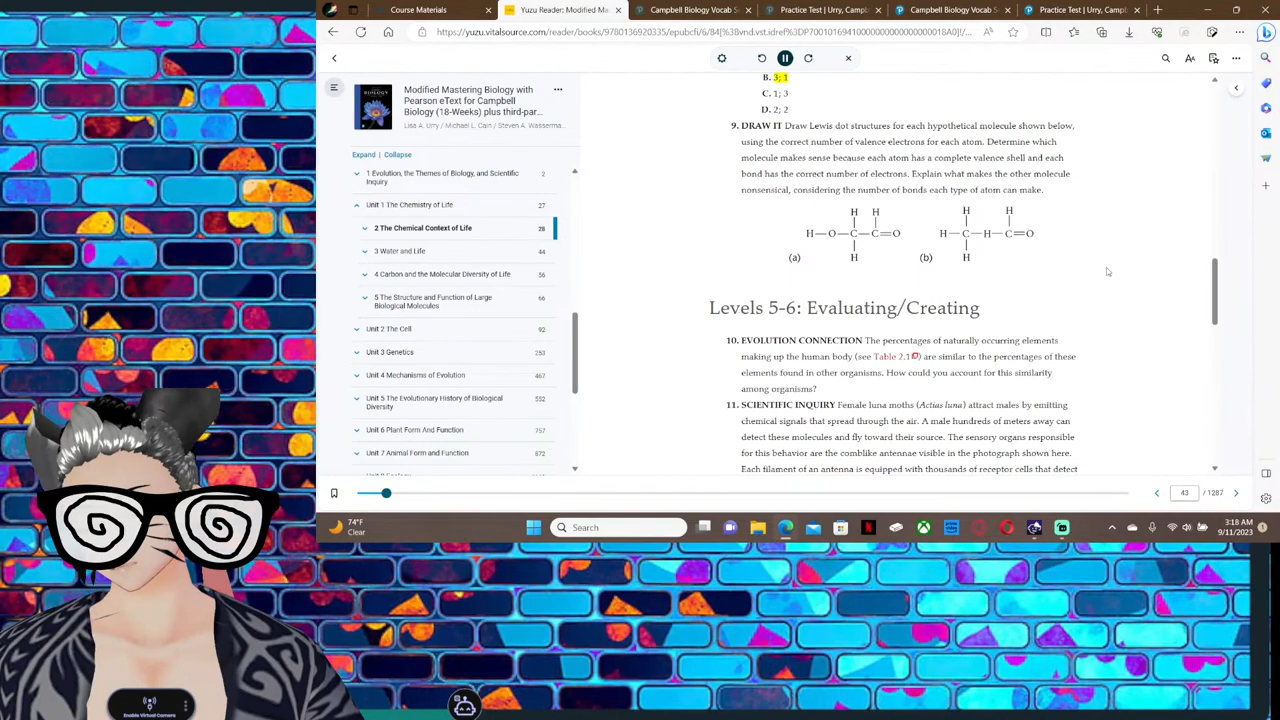 Course Materials
Yuzu Reader: Modified Ma
Campbell Biology Vocab S
Practice Test | Urry, Campb
Campbell Biology Vocab S
Practice Test | Urry, Campb
https://yuzu.vitalsource.com/reader/books/9780136920335/epubcfi/6/84[%3Bvnd.vst.idref%3DP70010169410000000000000000018A0]!/...
Modified Mastering Biology with
Pearson eText for Campbell
Biology (18-Weeks) plus third-par...
Lisa A. Urry / Michael L. Cain / Steven A. Wasserma...
Expand | Collapse
1 Evolution, the Themes of Biology, and Scientific
Inquiry
2
Unit 1 The Chemistry of Life 27
2 The Chemical Context of Life 28
3 Water and Life 44
4 Carbon and the Molecular Diversity of Life 56
5 The Structure and Function of Large
Biological Molecules
66
Unit 2 The Cell 92
Unit 3 Genetics 253
Unit 4 Mechanisms of Evolution 467
Unit 5 The Evolutionary History of Biological
Diversity
552
Unit 6 Plant Form And Function 757
Unit 7 Animal Form and Function 872
B. 3; 1
C. 1; 3
D. 2; 2
9. DRAW IT Draw Lewis dot structures for each hypothetical molecule shown below,
using the correct number of valence electrons for each atom. Determine which
molecule makes sense because each atom has a complete valence shell and each
bond has the correct number of electrons. Explain what makes the other molecule
nonsensical, considering the number of bonds each type of atom can make.
H H H H
H—O—C—C=O H—C—H—C=O
(a) H (b) H
Levels 5-6: Evaluating/Creating
10. EVOLUTION CONNECTION The percentages of naturally occurring elements
making up the human body (see Table 2.1) are similar to the percentages of these
elements found in other organisms. How could you account for this similarity
among organisms?
11. SCIENTIFIC INQUIRY Female luna moths (Actias luna) attract males by emitting
chemical signals that spread through the air. A male hundreds of meters away can
detect these molecules and fly toward their source. The sensory organs responsible
for this behavior are the comblike antennae visible in the photograph shown here.
Each filament of an antenna is equipped with thousands of receptor cells that detect
43 / 1287
74°F
Clear
Search
3:18 AM
9/11/2023
Enable Virtual Camera